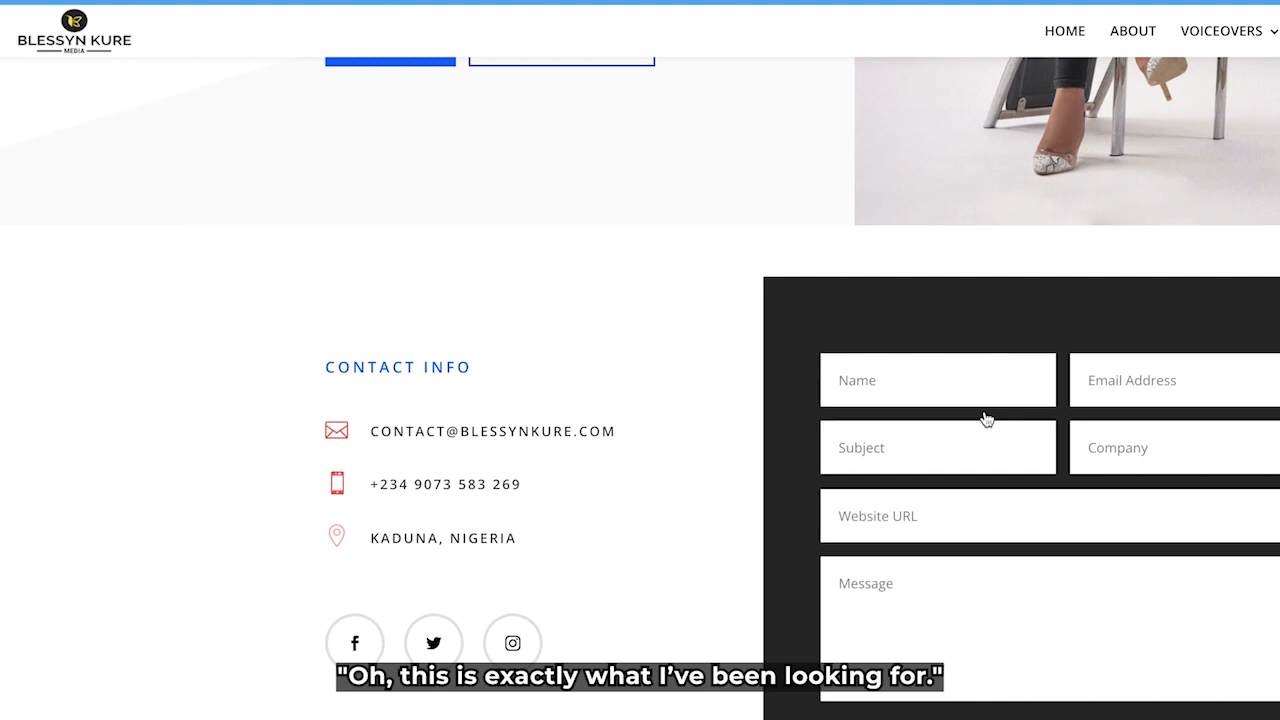 BLESSYN KURE
MEDIA
HOME
ABOUT
VOICEOVERS
CONTACT INFO
CONTACT@BLESSYNKURE.COM
+234 9073 583 269
KADUNA, NIGERIA
Name
Email Address
Subject
Company
Website URL
Message
"Oh, this is exactly what I’ve been looking for."